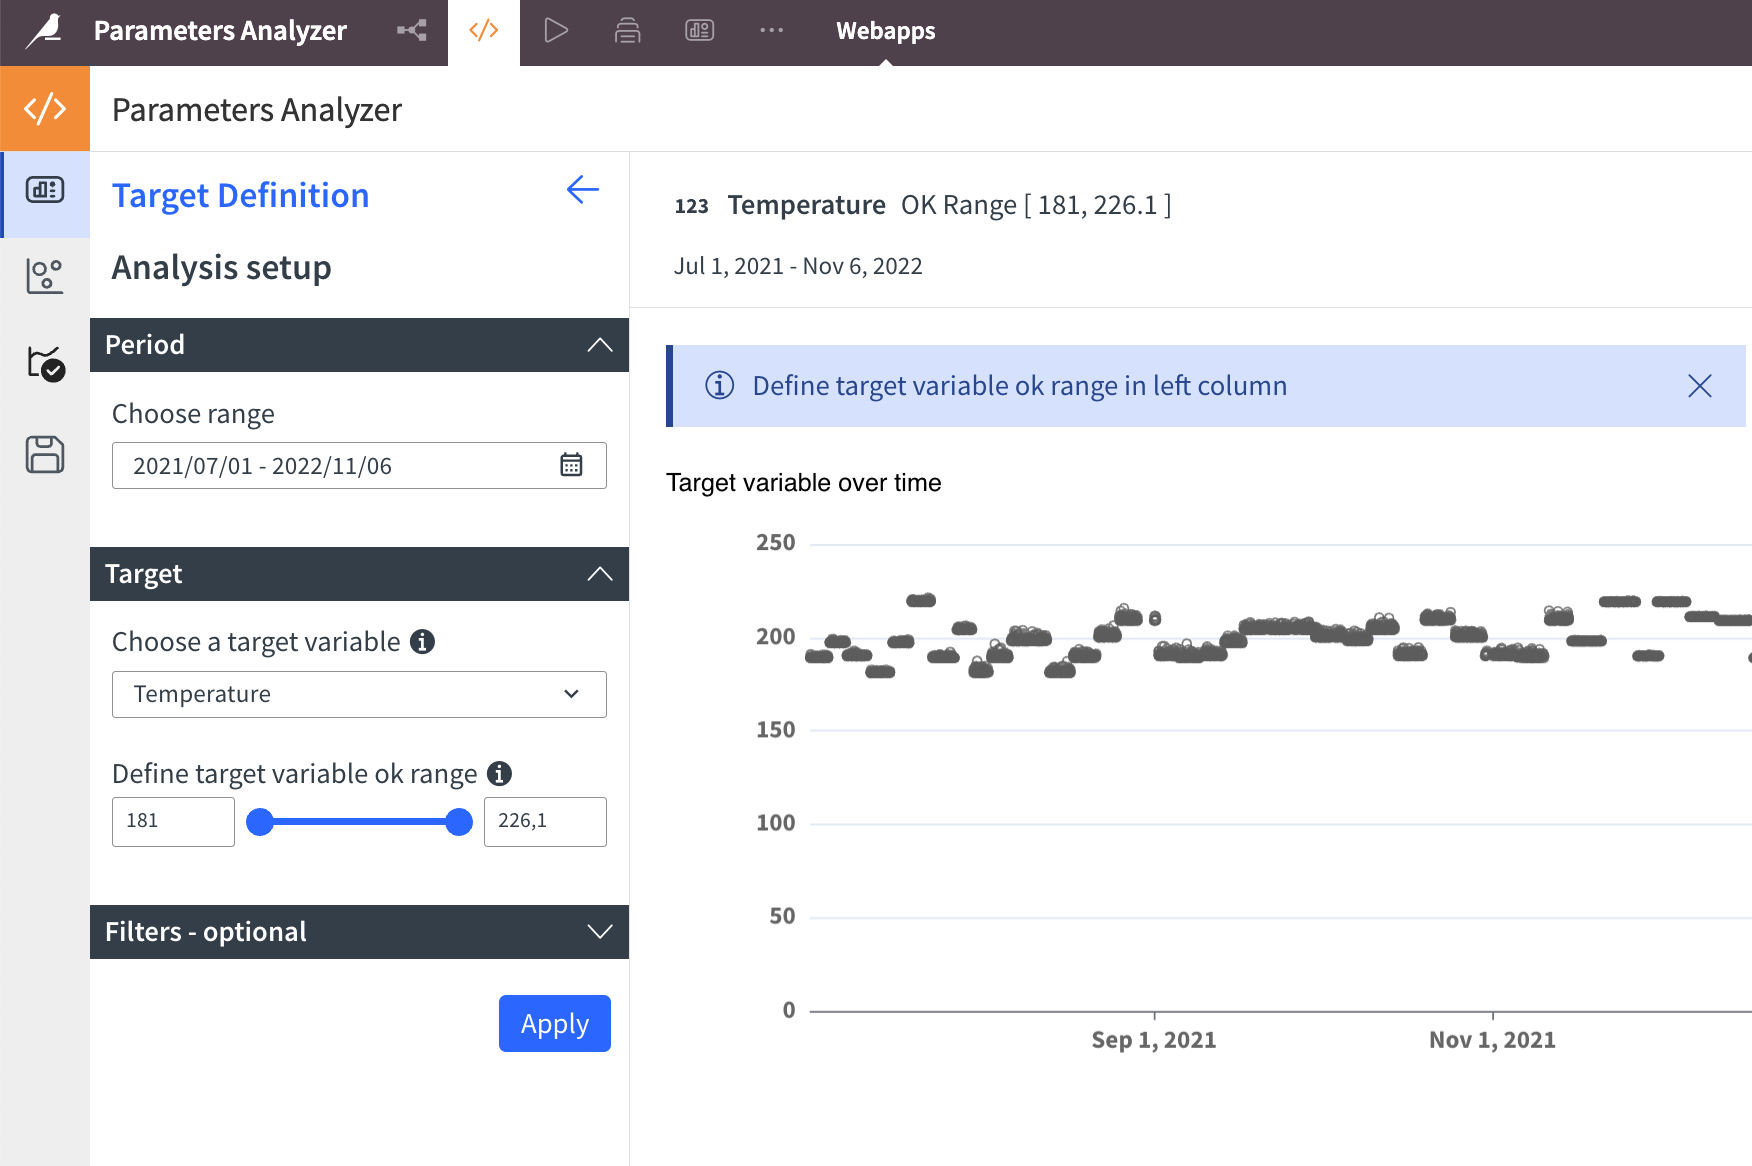 Parameters Analyzer
Webapps
Parameters Analyzer
Target Definition
Analysis setup
Period
Choose range
2021/07/01 - 2022/11/06
Target
Choose a target variable
Temperature
Define target variable ok range
181
226,1
Filters - optional
Apply
123 Temperature OK Range [ 181, 226.1 ]
Jul 1, 2021 - Nov 6, 2022
Define target variable ok range in left column
Target variable over time
250
200
150
100
50
0
Sep 1, 2021
Nov 1, 2021